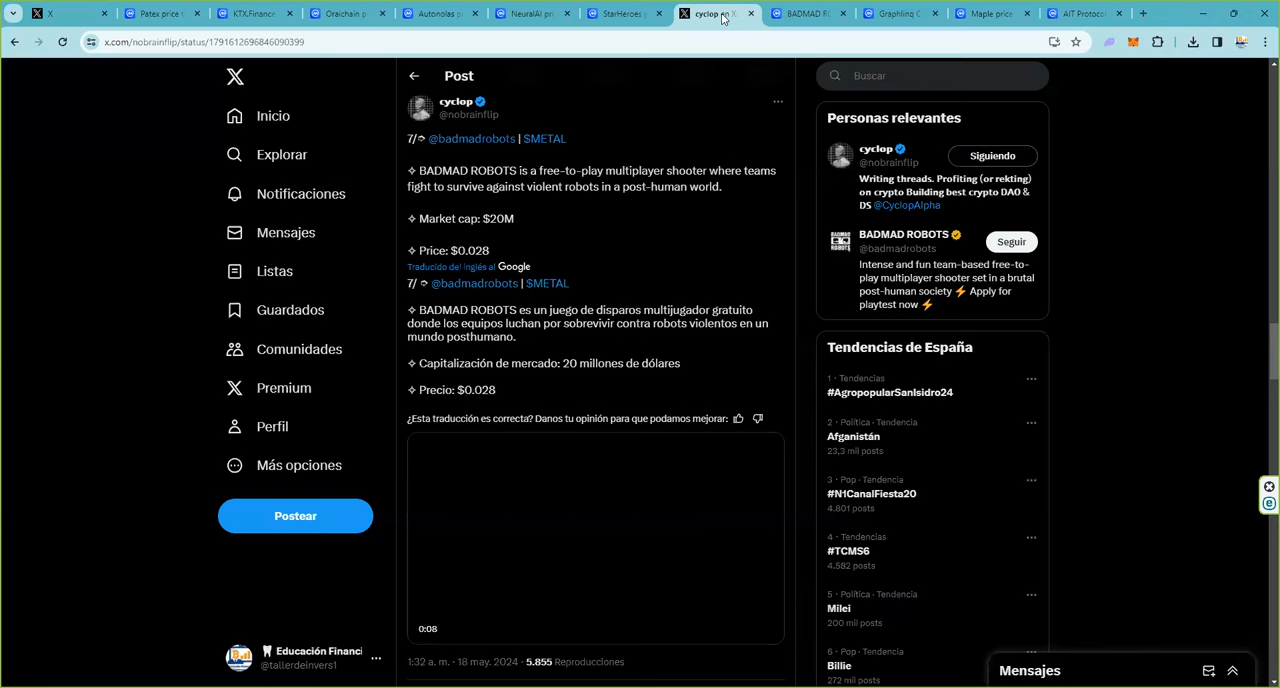 X
Patex price t
KTX.Finance
Oraichain p
Autonolas p
NeuralAI pri
StarHeroes p
cyclop en X
BADMAD RO
Graphlinq C
Maple price
AIT Protoco
x.com/nobrainflip/status/1791612696846090399
Inicio
Explorar
Notificaciones
Mensajes
Listas
Guardados
Comunidades
Premium
Perfil
Más opciones
Postear
Educación Financi
@tallerdeinvers1
Post
cyclop
@nobrainflip
7/➮ @badmadrobots | $METAL
✧ BADMAD ROBOTS is a free-to-play multiplayer shooter where teams
fight to survive against violent robots in a post-human world.
✧ Market cap: $20M
✧ Price: $0.028
Traducido del inglés al Google
7/ ➮ @badmadrobots | $METAL
✧ BADMAD ROBOTS es un juego de disparos multijugador gratuito
donde los equipos luchan por sobrevivir contra robots violentos en un
mundo posthumano.
✧ Capitalización de mercado: 20 millones de dólares
✧ Precio: $0.028
¿Esta traducción es correcta? Danos tu opinión para que podamos mejorar:
0:08
1:32 a. m. · 18 may. 2024 · 5.855 Reproducciones
Buscar
Personas relevantes
cyclop
@nobrainflip
Siguiendo
Writing threads. Profiting (or rekting)
on crypto Building best crypto DAO &
DS @CyclopAlpha
BADMAD ROBOTS
@badmadrobots
Seguir
Intense and fun team-based free-to-
play multiplayer shooter set in a brutal
post-human society ⚡ Apply for
playtest now ⚡
Tendencias de España
1 · Tendencias
#AgropopularSanIsidro24
2 · Política · Tendencia
Afganistán
23,3 mil posts
3 · Pop · Tendencia
#N1CanalFiesta20
4.801 posts
4 · Tendencias
#TCMS6
4.582 posts
5 · Política · Tendencia
Milei
200 mil posts
6 · Pop · Tendencia
Billie
272 mil posts
Mensajes